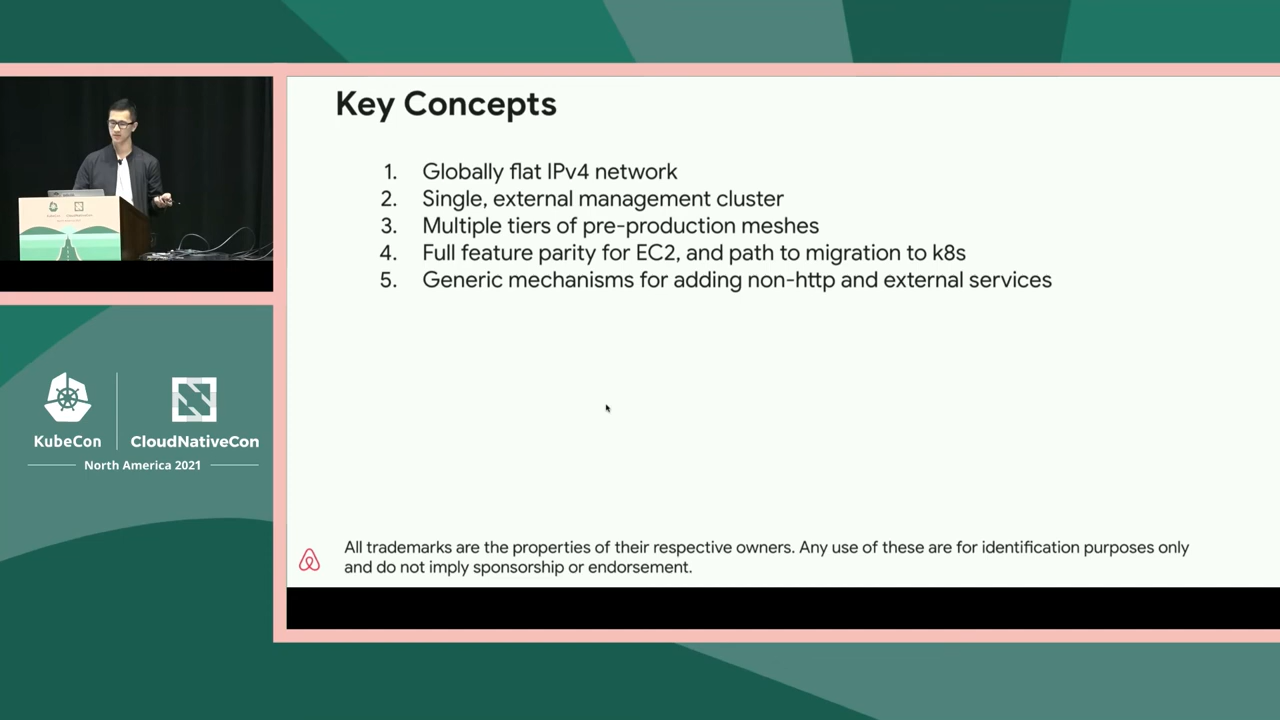 Key Concepts
1. Globally flat IPv4 network
2. Single, external management cluster
3. Multiple tiers of pre-production meshes
4. Full feature parity for EC2, and path to migration to k8s
5. Generic mechanisms for adding non-http and external services
KubeCon
CloudNativeCon
North America 2021
All trademarks are the properties of their respective owners. Any use of these are for identification purposes only
and do not imply sponsorship or endorsement.